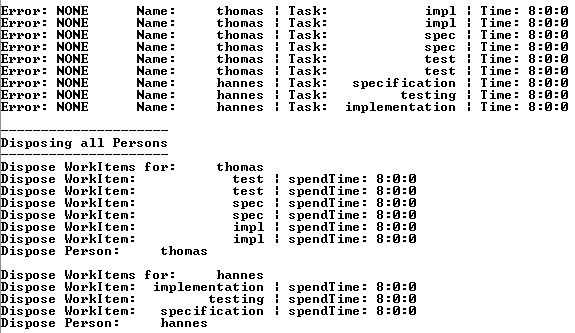 Error: NONE      Name:     thomas ¦ Task:            impl ¦ Time: 8:0:0
Error: NONE      Name:     thomas ¦ Task:            impl ¦ Time: 8:0:0
Error: NONE      Name:     thomas ¦ Task:            spec ¦ Time: 8:0:0
Error: NONE      Name:     thomas ¦ Task:            spec ¦ Time: 8:0:0
Error: NONE      Name:     thomas ¦ Task:            test ¦ Time: 8:0:0
Error: NONE      Name:     thomas ¦ Task:            test ¦ Time: 8:0:0
Error: NONE      Name:     hannes ¦ Task:   specification ¦ Time: 8:0:0
Error: NONE      Name:     hannes ¦ Task:         testing ¦ Time: 8:0:0
Error: NONE      Name:     hannes ¦ Task:  implementation ¦ Time: 8:0:0
---------------------
Disposing all Persons
---------------------
Dispose WorkItems for:     thomas
Dispose WorkItem:            test ¦ spendTime: 8:0:0
Dispose WorkItem:            test ¦ spendTime: 8:0:0
Dispose WorkItem:            spec ¦ spendTime: 8:0:0
Dispose WorkItem:            spec ¦ spendTime: 8:0:0
Dispose WorkItem:            impl ¦ spendTime: 8:0:0
Dispose WorkItem:            impl ¦ spendTime: 8:0:0
Dispose Person:     thomas
Dispose WorkItems for:     hannes
Dispose WorkItem:  implementation ¦ spendTime: 8:0:0
Dispose WorkItem:         testing ¦ spendTime: 8:0:0
Dispose WorkItem:   specification ¦ spendTime: 8:0:0
Dispose Person:     hannes